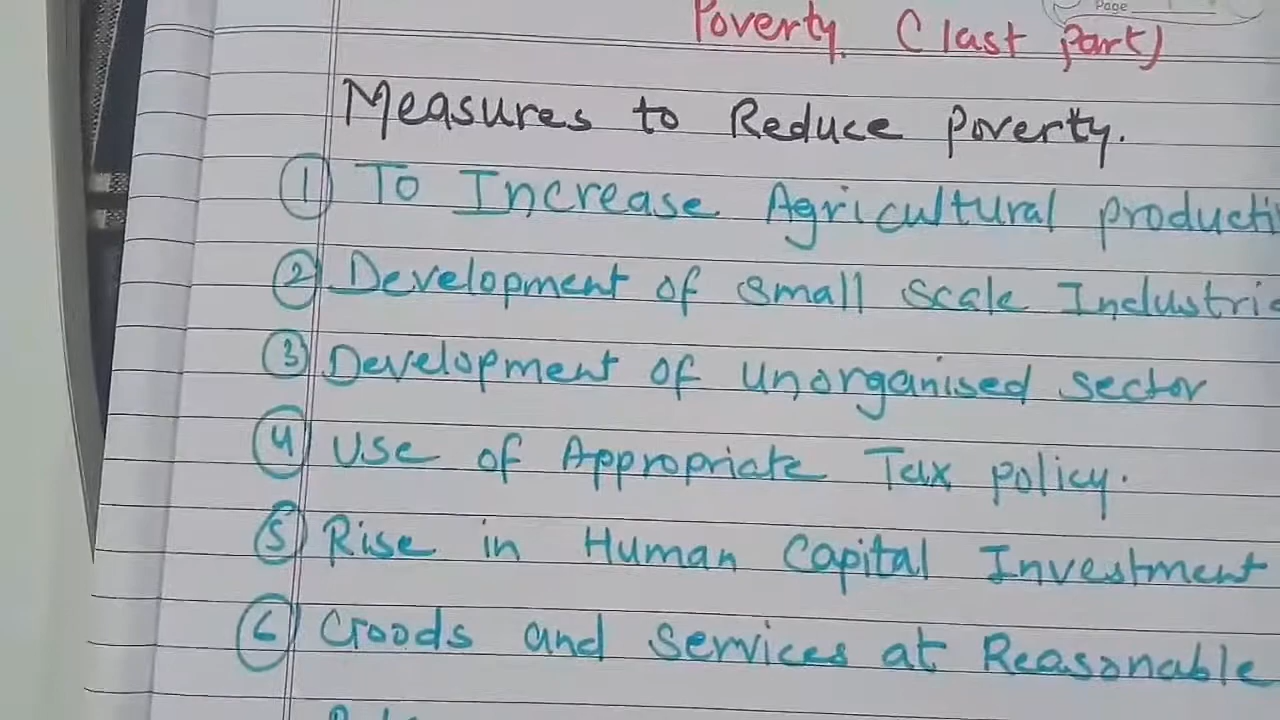 Page
Poverty (last part)
Measures to Reduce poverty.
① To Increase Agricultural producti
② Development of small scale Industri
③ Development of unorganised sector
④ Use of Appropriate Tax policy.
⑤ Rise in Human Capital Investment
⑥ Goods and services at Reasonable